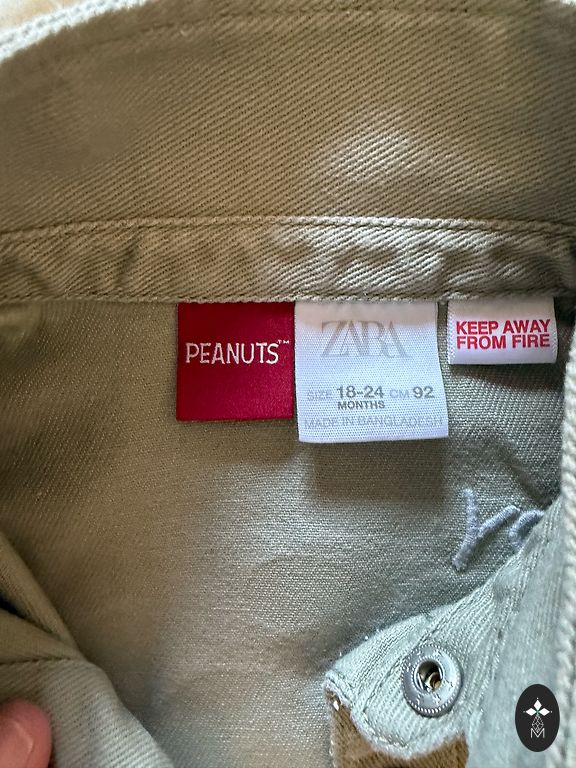 PEANUTS™
ZARA
SIZE 18-24 CM 92
MONTHS
MADE IN BANGLADESH
KEEP AWAY
FROM FIRE